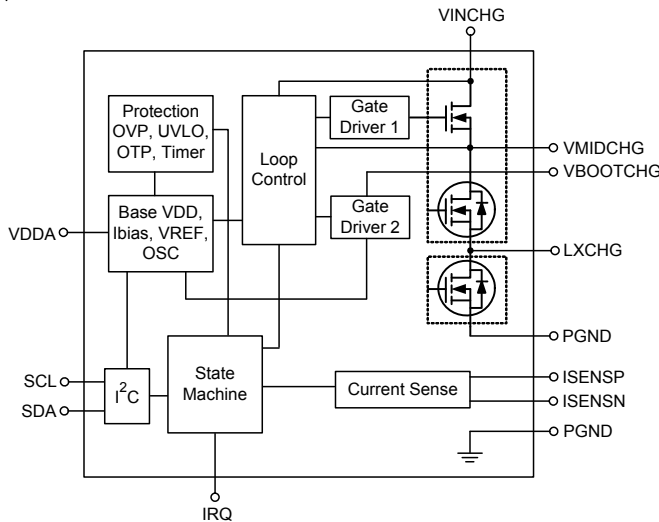 VINCHG
Protection
OVP, UVLO,
OTP, Timer
Loop
Control
Gate
Driver 1
VMIDCHG
VBOOTCHG
Base VDD,
Ibias, VREF,
OSC
Gate
Driver 2
VDDA
LXCHG
PGND
SCL
SDA
I²C
State
Machine
Current Sense
ISENSP
ISENSN
PGND
IRQ